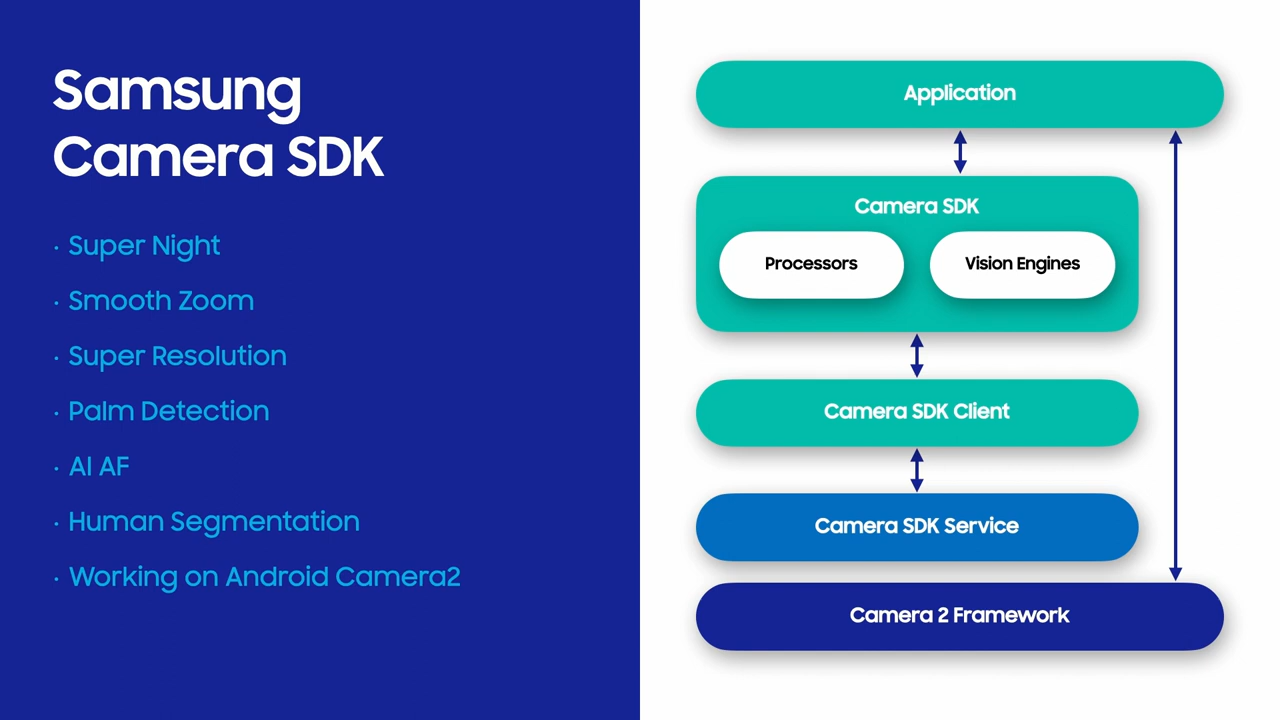 Samsung
Camera SDK
· Super Night
· Smooth Zoom
· Super Resolution
· Palm Detection
· AI AF
· Human Segmentation
· Working on Android Camera2
Application
Camera SDK
Processors
Vision Engines
Camera SDK Client
Camera SDK Service
Camera 2 Framework